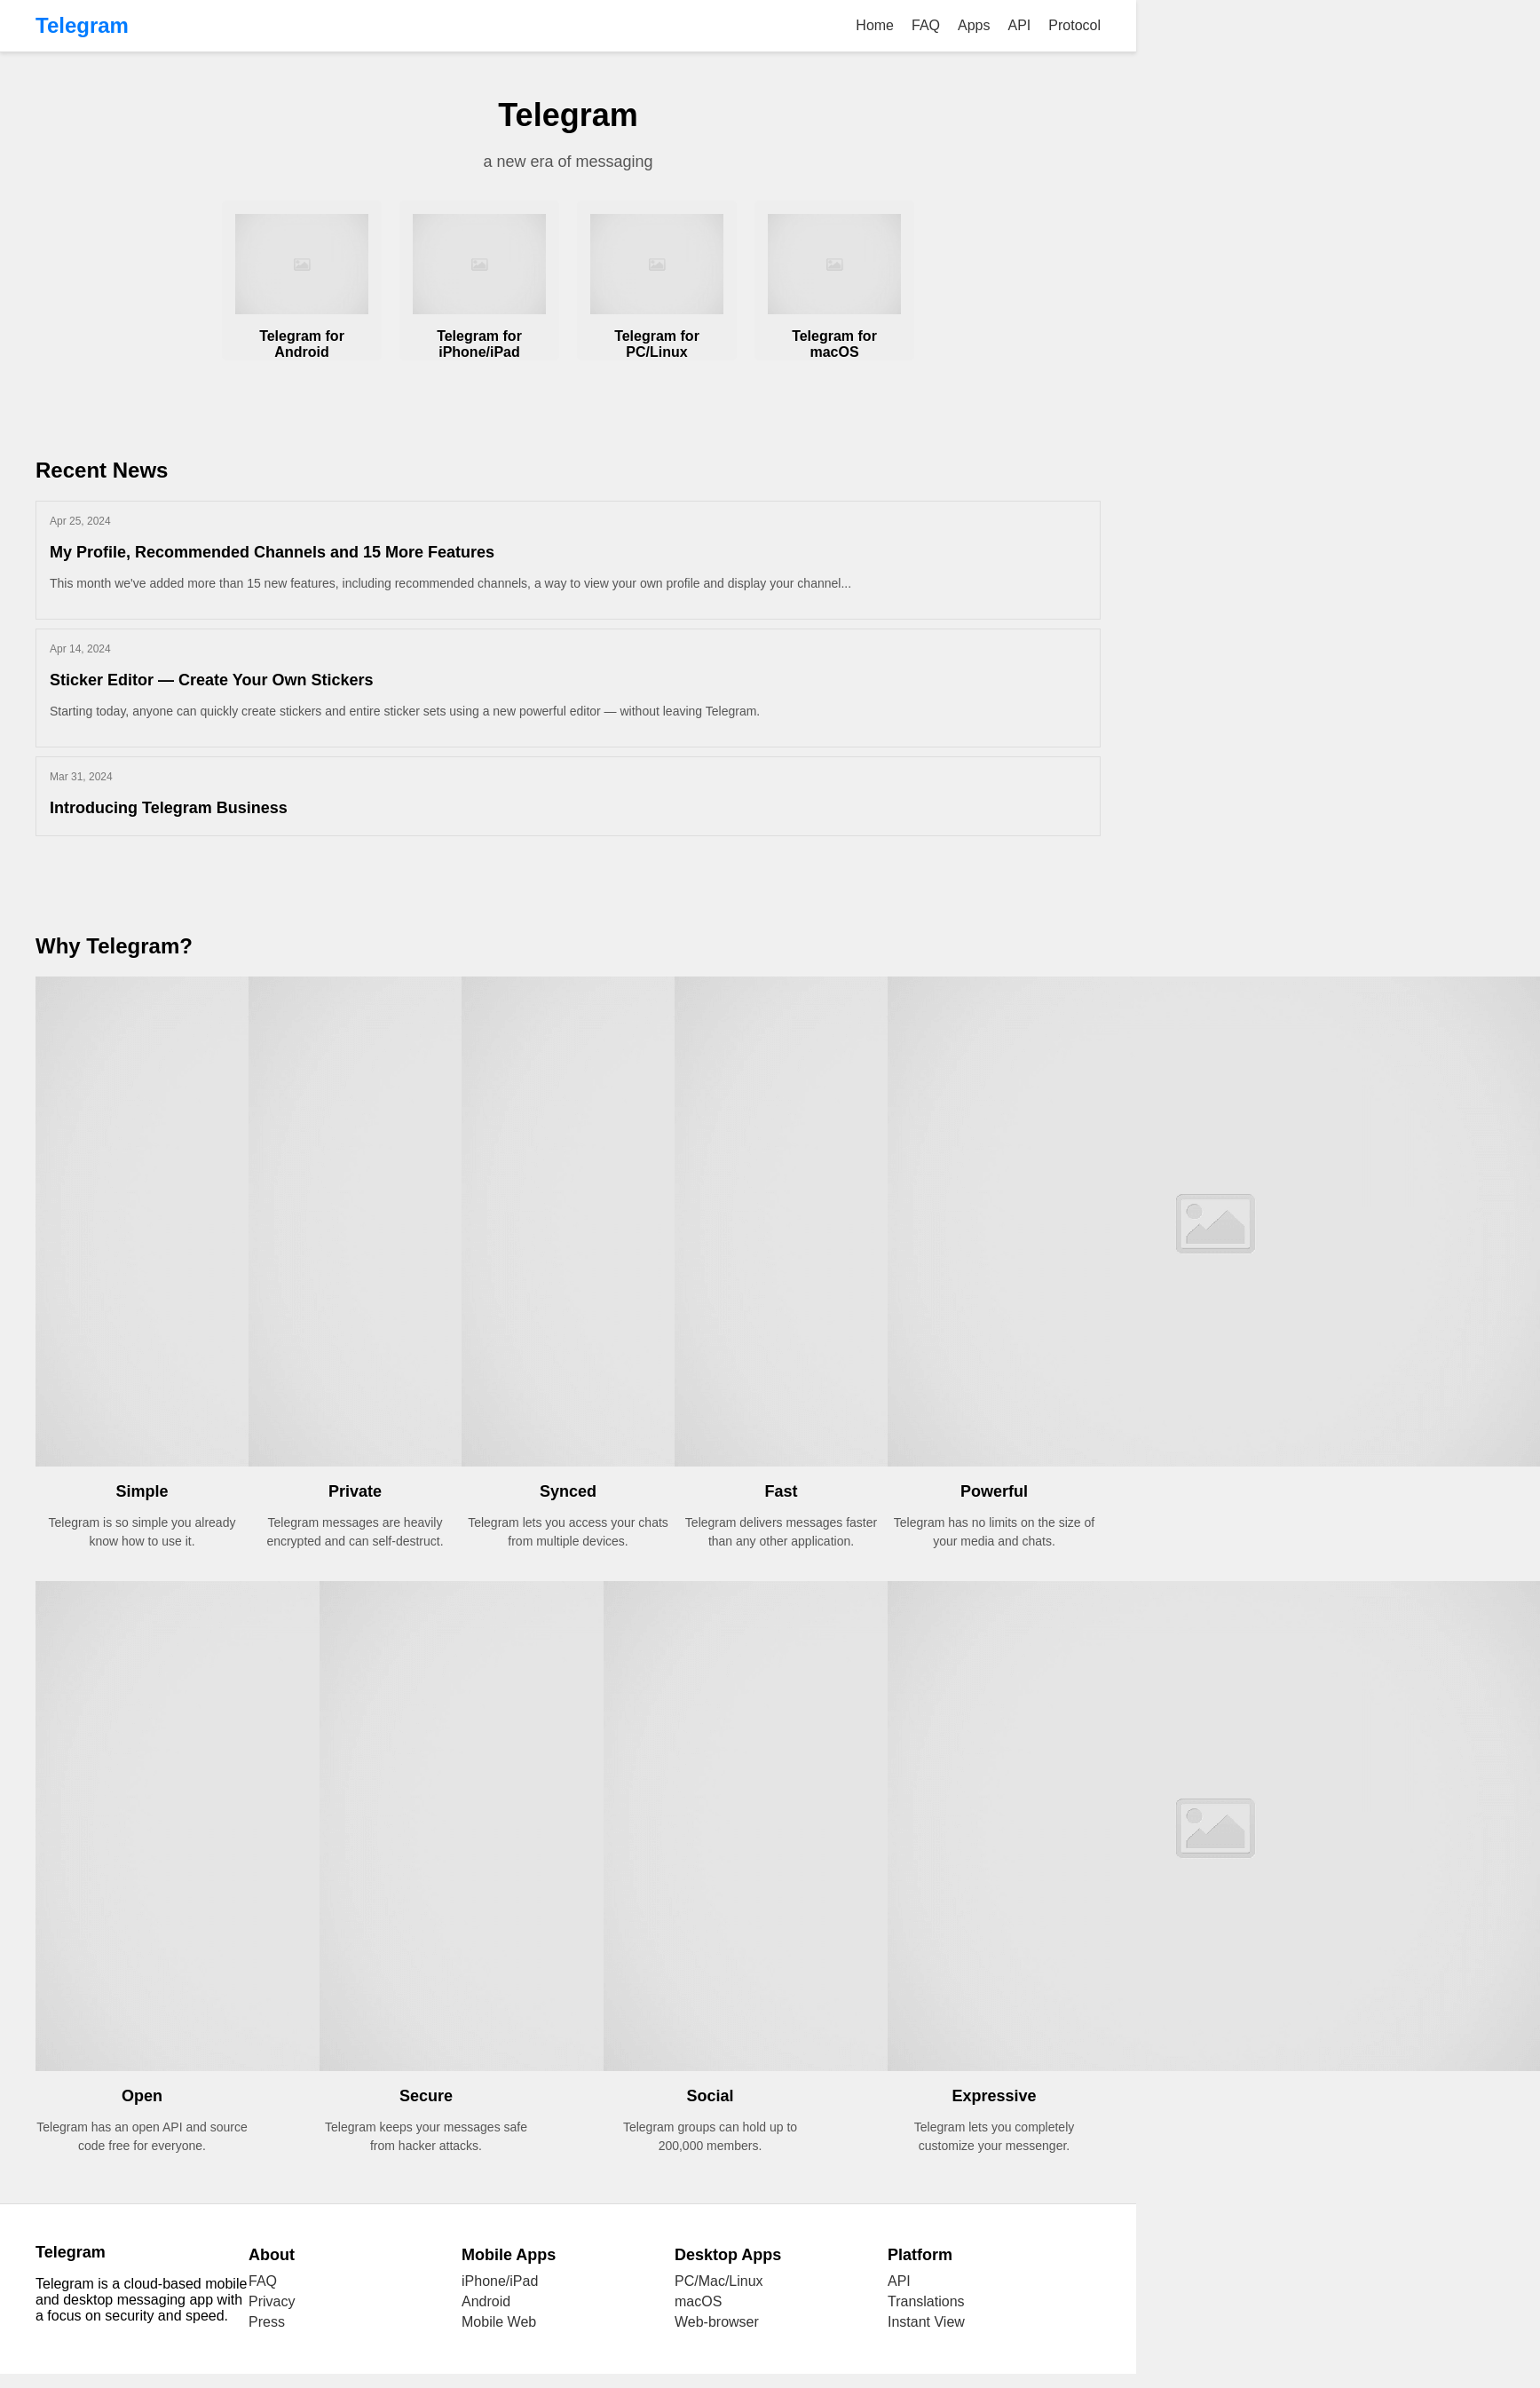 Telegram
Home FAQ Apps API Protocol
Telegram
a new era of messaging
Telegram for
Android
Telegram for
iPhone/iPad
Telegram for
PC/Linux
Telegram for
macOS
Recent News
Apr 25, 2024
My Profile, Recommended Channels and 15 More Features
This month we've added more than 15 new features, including recommended channels, a way to view your own profile and display your channel...
Apr 14, 2024
Sticker Editor — Create Your Own Stickers
Starting today, anyone can quickly create stickers and entire sticker sets using a new powerful editor — without leaving Telegram.
Mar 31, 2024
Introducing Telegram Business
Why Telegram?
Simple
Telegram is so simple you already
know how to use it.
Private
Telegram messages are heavily
encrypted and can self-destruct.
Synced
Telegram lets you access your chats
from multiple devices.
Fast
Telegram delivers messages faster
than any other application.
Powerful
Telegram has no limits on the size of
your media and chats.
Open
Telegram has an open API and source
code free for everyone.
Secure
Telegram keeps your messages safe
from hacker attacks.
Social
Telegram groups can hold up to
200,000 members.
Expressive
Telegram lets you completely
customize your messenger.
Telegram
Telegram is a cloud-based mobile
and desktop messaging app with
a focus on security and speed.
About
FAQ
Privacy
Press
Mobile Apps
iPhone/iPad
Android
Mobile Web
Desktop Apps
PC/Mac/Linux
macOS
Web-browser
Platform
API
Translations
Instant View